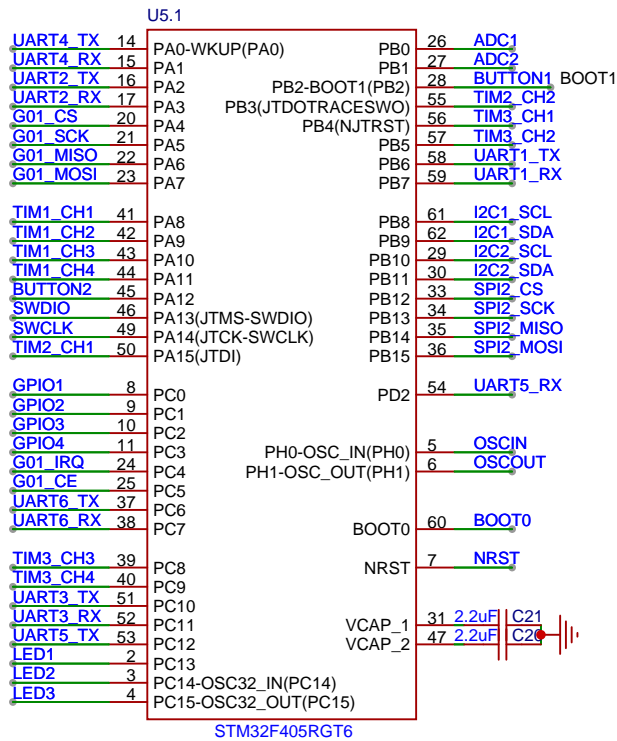 U5.1
UART4_TX 14 PA0-WKUP(PA0) PB0 26 ADC1
UART4_RX 15 PA1 PB1 27 ADC2
UART2_TX 16 PA2 PB2-BOOT1(PB2) 28 BUTTON1 BOOT1
UART2_RX 17 PA3 PB3(JTDOTRACESWO) 55 TIM2_CH2
G01_CS 20 PA4 PB4(NJTRST) 56 TIM3_CH1
G01_SCK 21 PA5 PB5 57 TIM3_CH2
G01_MISO 22 PA6 PB6 58 UART1_TX
G01_MOSI 23 PA7 PB7 59 UART1_RX
TIM1_CH1 41 PA8 PB8 61 I2C1_SCL
TIM1_CH2 42 PA9 PB9 62 I2C1_SDA
TIM1_CH3 43 PA10 PB10 29 I2C2_SCL
TIM1_CH4 44 PA11 PB11 30 I2C2_SDA
BUTTON2 45 PA12 PB12 33 SPI2_CS
SWDIO 46 PA13(JTMS-SWDIO) PB13 34 SPI2_SCK
SWCLK 49 PA14(JTCK-SWCLK) PB14 35 SPI2_MISO
TIM2_CH1 50 PA15(JTDI) PB15 36 SPI2_MOSI
GPIO1 8 PC0 PD2 54 UART5_RX
GPIO2 9 PC1
GPIO3 10 PC2
GPIO4 11 PC3 PH0-OSC_IN(PH0) 5 OSCIN
G01_IRQ 24 PC4 PH1-OSC_OUT(PH1) 6 OSCOUT
G01_CE 25 PC5
UART6_TX 37 PC6
UART6_RX 38 PC7 BOOT0 60 BOOT0
TIM3_CH3 39 PC8 NRST 7 NRST
TIM3_CH4 40 PC9
UART3_TX 51 PC10
UART3_RX 52 PC11 VCAP_1 31 2.2uF C21
UART5_TX 53 PC12 VCAP_2 47 2.2uF C20
LED1 2 PC13
LED2 3 PC14-OSC32_IN(PC14)
LED3 4 PC15-OSC32_OUT(PC15)
STM32F405RGT6